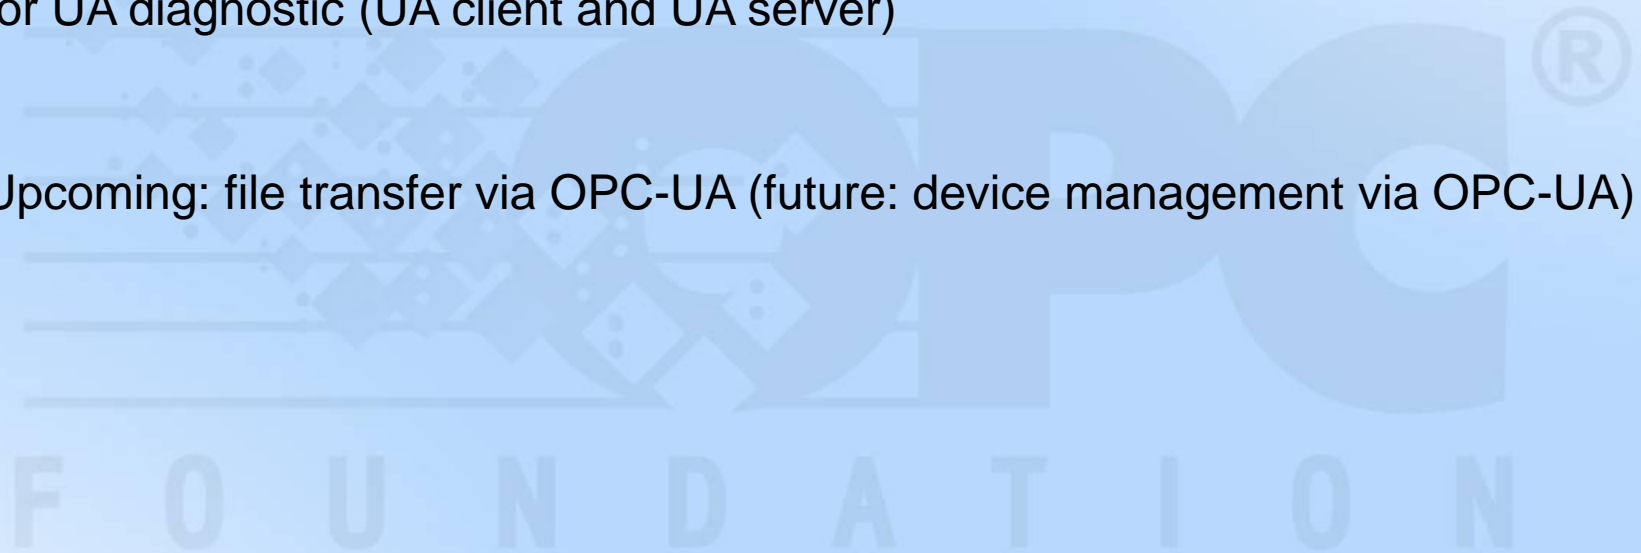 or UA diagnostic (UA client and UA server)
Upcoming: file transfer via OPC-UA (future: device management via OPC-UA)
OPC ®
FOUNDATION